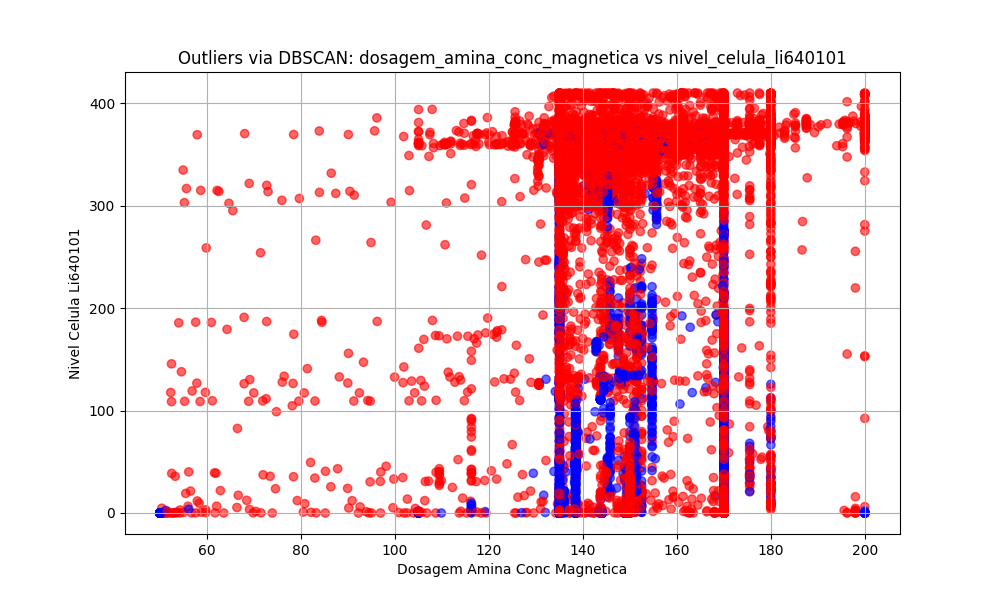 Outliers via DBSCAN: dosagem_amina_conc_magnetica vs nivel_celula_li640101
400
300
200
100
0
Nivel Celula Li640101
60 80 100 120 140 160 180 200
Dosagem Amina Conc Magnetica